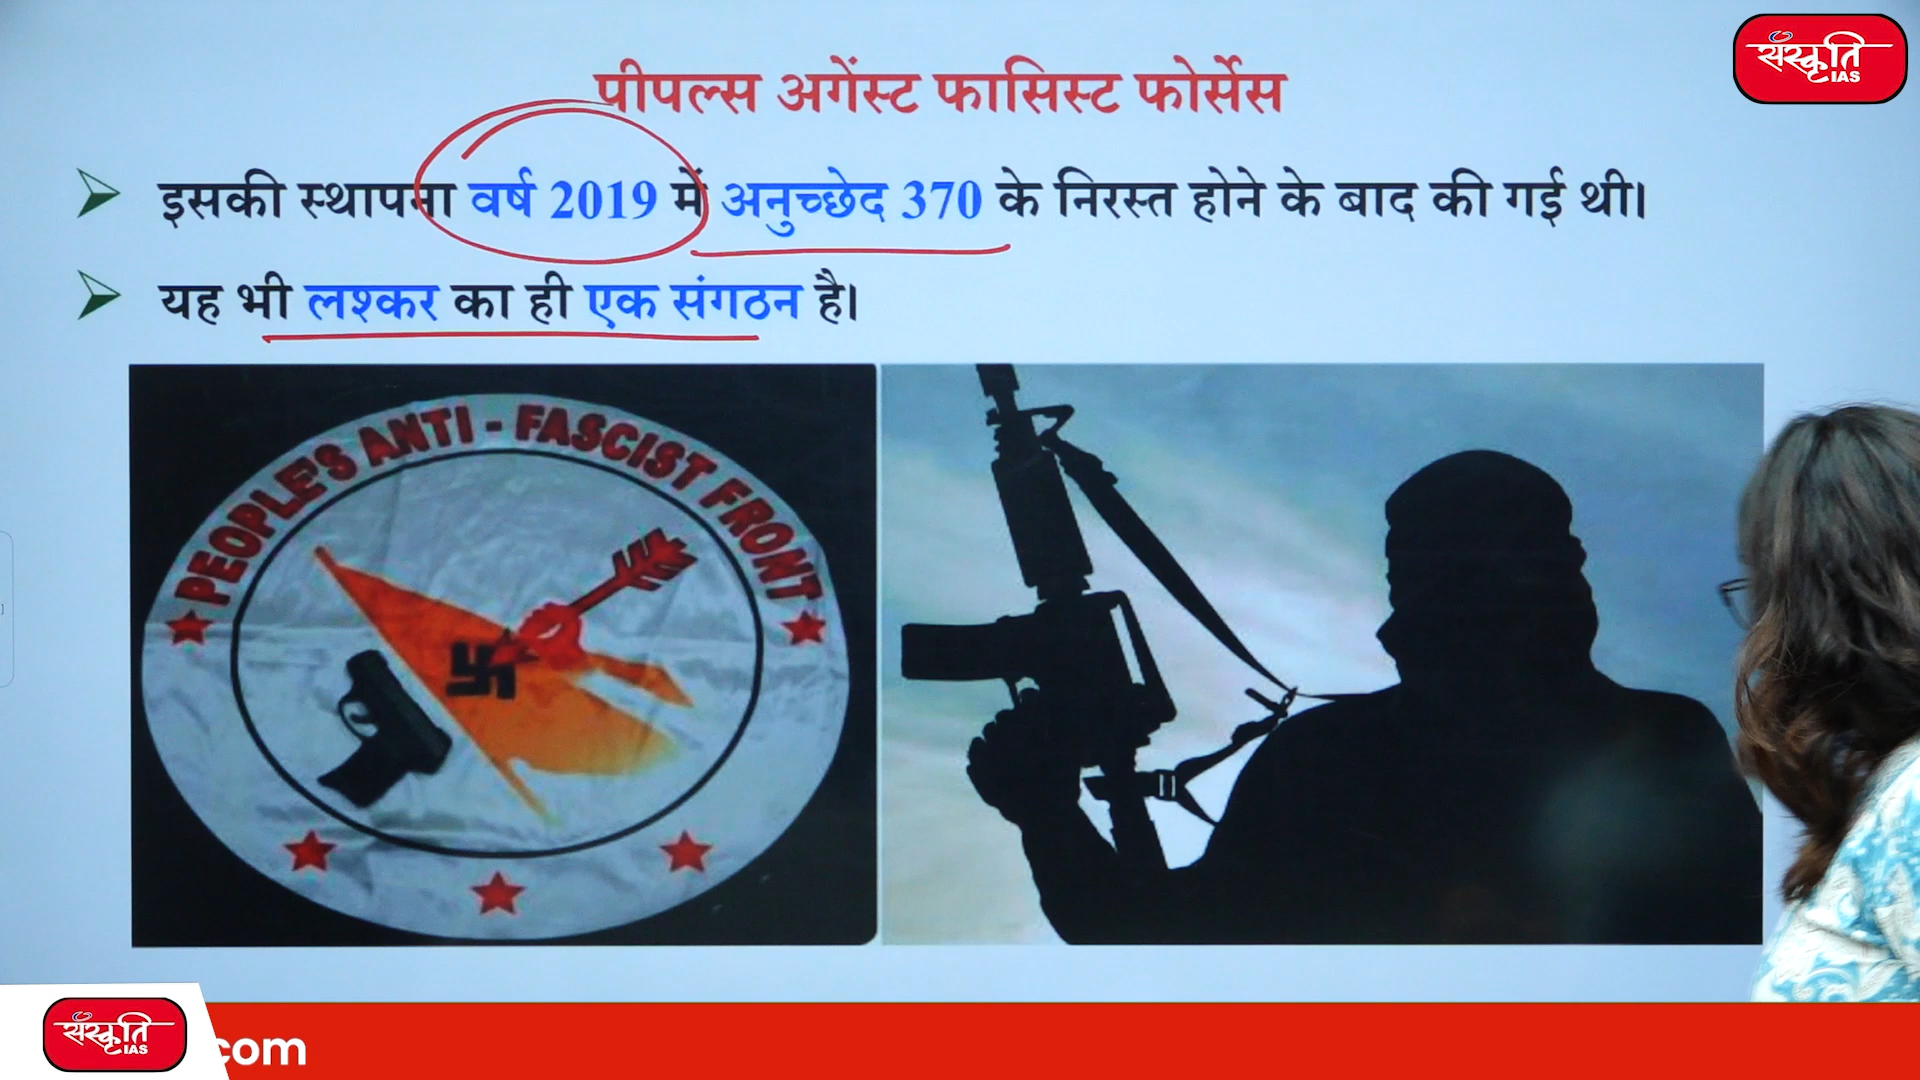 संस्कृति
IAS
पीपल्स अगेंस्ट फासिस्ट फोर्सेस
इसकी स्थापना वर्ष 2019 में अनुच्छेद 370 के निरस्त होने के बाद की गई थी।
यह भी लश्कर का ही एक संगठन है।
PEOPLE'S ANTI - FASCIST FRONT
संस्कृति
IAS
com